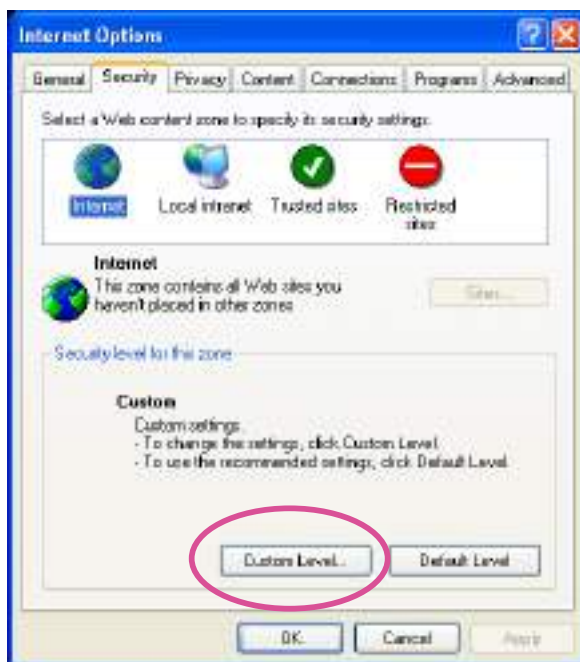 Internet Options
General Security Privacy Content Connections Programs Advanced
Select a Web content zone to specify its security settings.
Internet Local intranet Trusted sites Restricted sites
Internet
This zone contains all Web sites you
haven't placed in other zones
Sites...
Security level for this zone
Custom
Custom settings.
- To change the settings, click Custom Level.
- To use the recommended settings, click Default Level.
Custom Level... Default Level
OK Cancel Apply